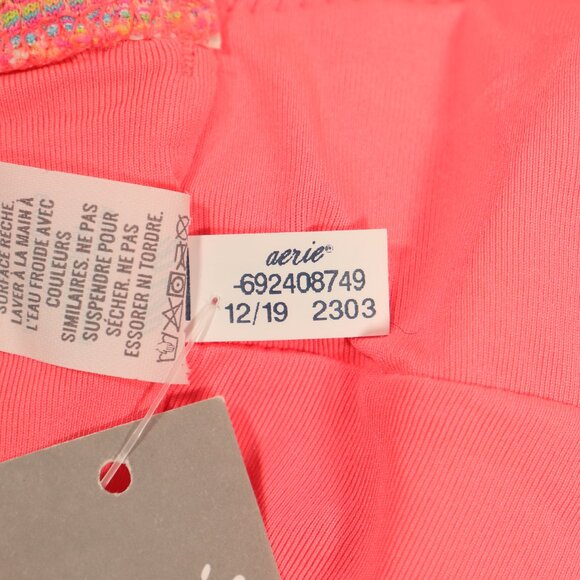 SURFACE RÊCHE.
LAVER À LA MAIN À
L'EAU FROIDE AVEC
COULEURS
SIMILAIRES. NE PAS
SUSPENDRE POUR
SÉCHER. NE PAS
ESSORER NI TORDRE.
aerie®
-692408749
12/19 2303